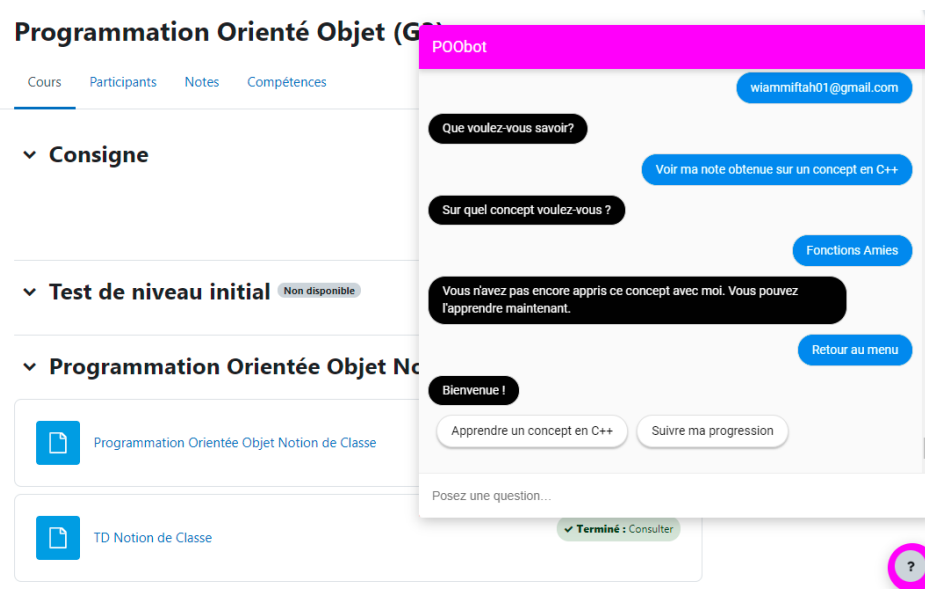 Programmation Orienté Objet (G
POObot
Cours Participants Notes Compétences
wiammiftah01@gmail.com
Que voulez-vous savoir?
Consigne
Voir ma note obtenue sur un concept en C++
Sur quel concept voulez-vous ?
Fonctions Amies
Test de niveau initial Non disponible
Vous n'avez pas encore appris ce concept avec moi. Vous pouvez
l'apprendre maintenant.
Retour au menu
Programmation Orientée Objet No
Bienvenue !
Apprendre un concept en C++ Suivre ma progression
Programmation Orientée Objet Notion de Classe
Posez une question...
TD Notion de Classe
Terminé : Consulter
?